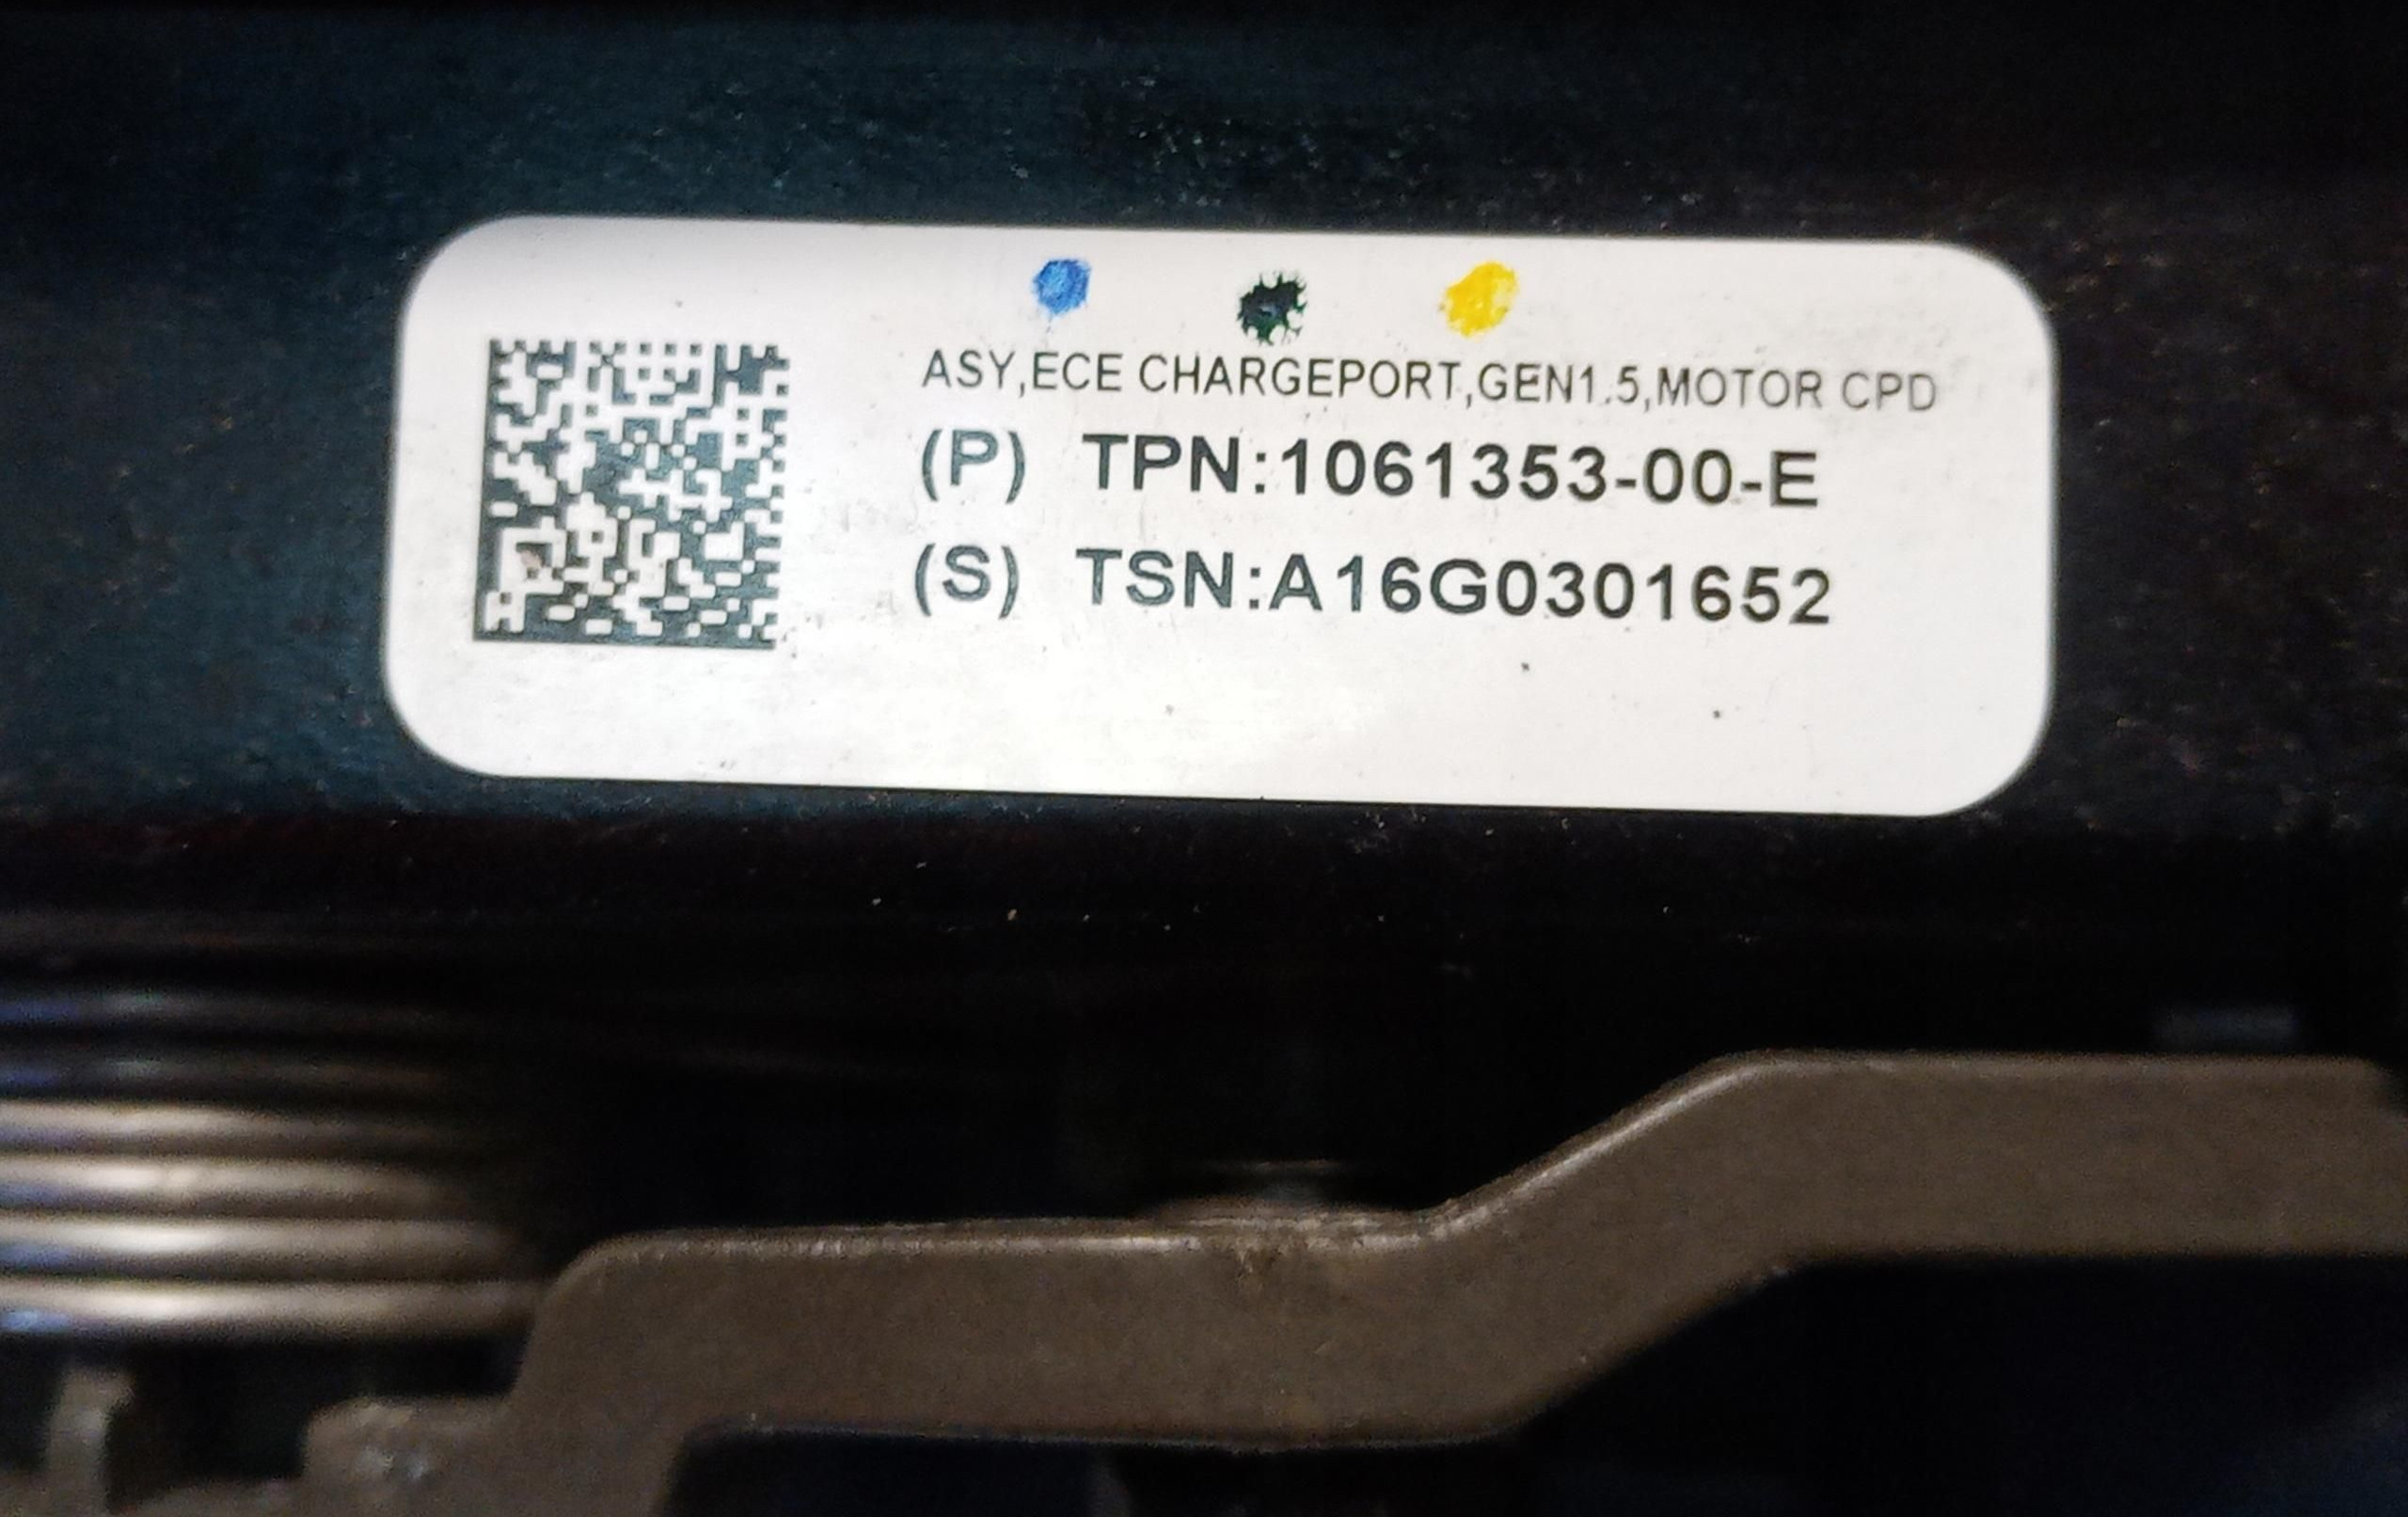 ASY,ECE CHARGEPORT,GEN1.5,MOTOR CPD
(P) TPN:1061353-00-E
(S) TSN:A16G0301652